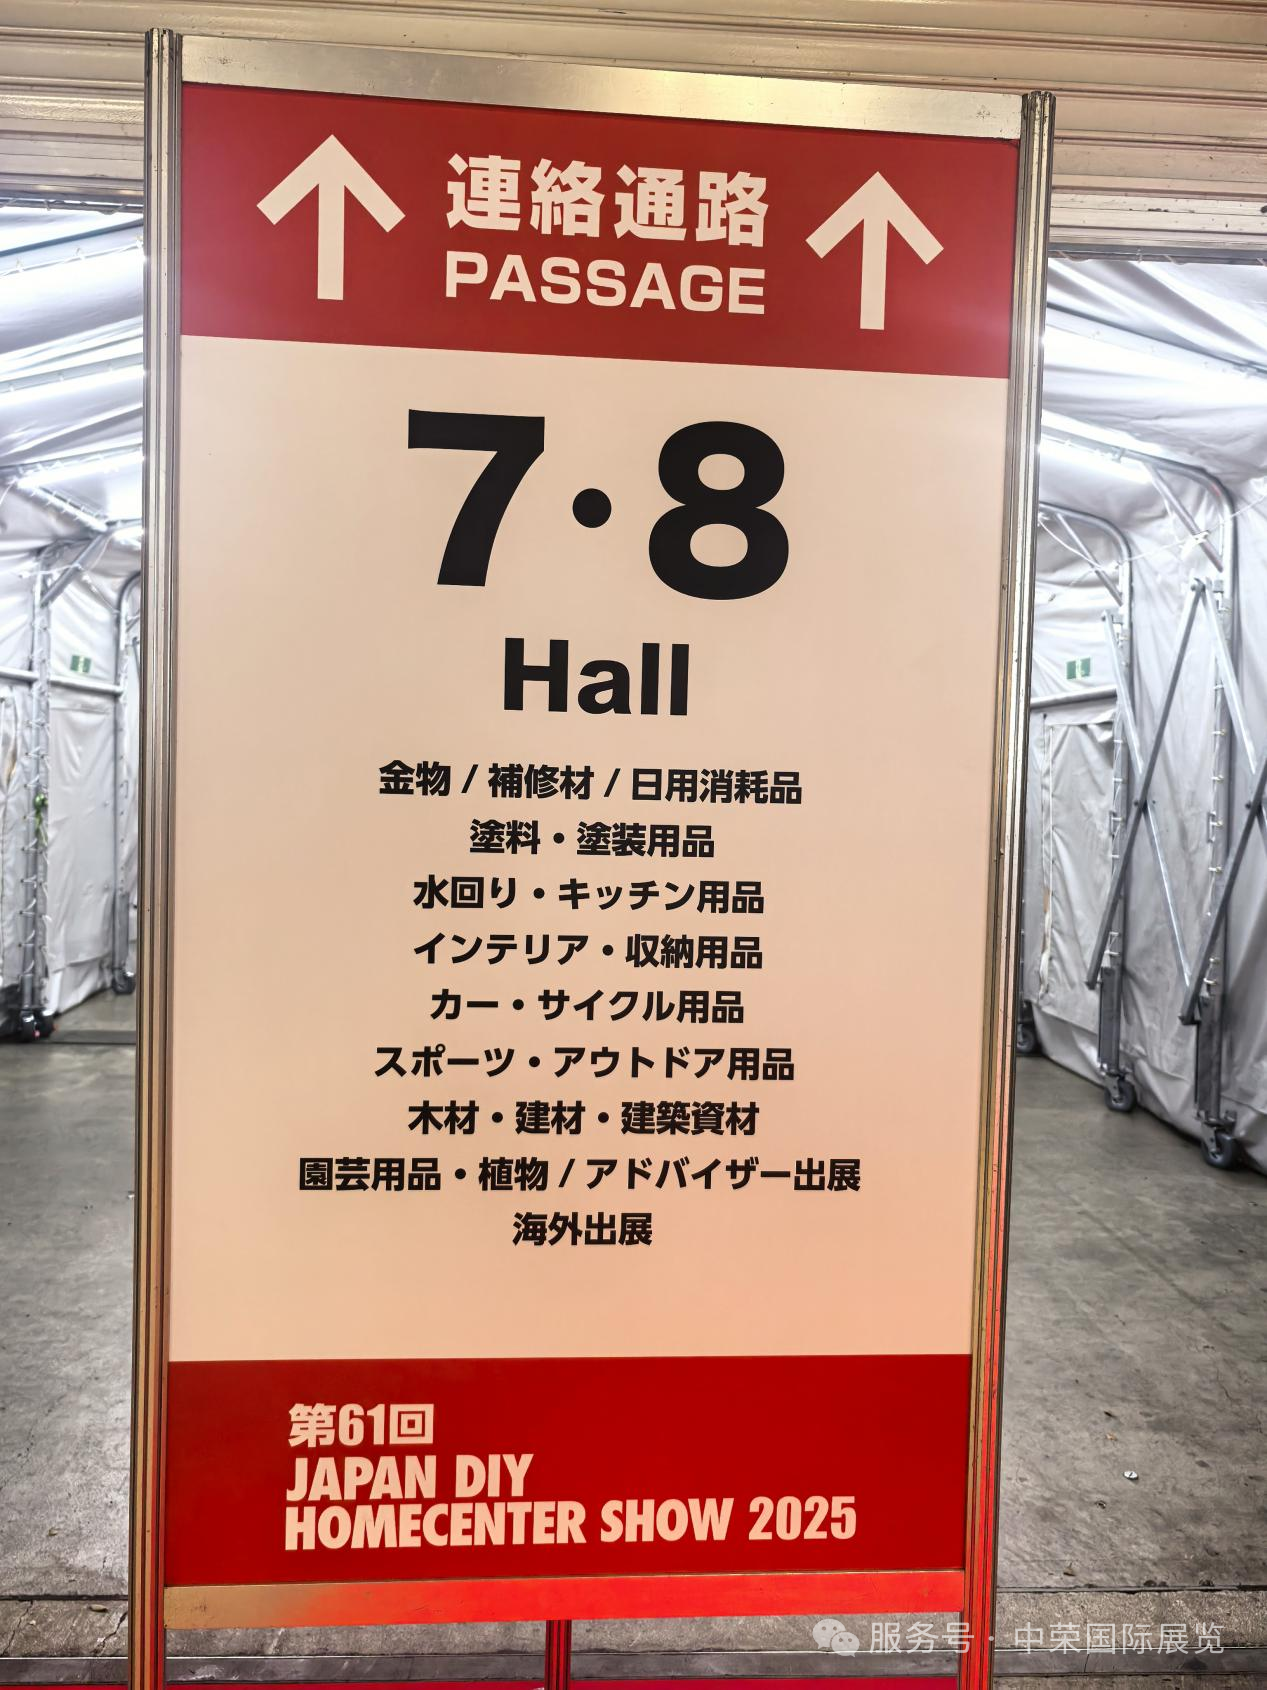 連絡通路
PASSAGE
7・8
Hall
金物 / 補修材 / 日用消耗品
塗料・塗装用品
水回り・キッチン用品
インテリア・収納用品
カー・サイクル用品
スポーツ・アウトドア用品
木材・建材・建築資材
園芸用品・植物 / アドバイザー出展
海外出展
第61回
JAPAN DIY
HOMECENTER SHOW 2025
服务号・中荣国际展览